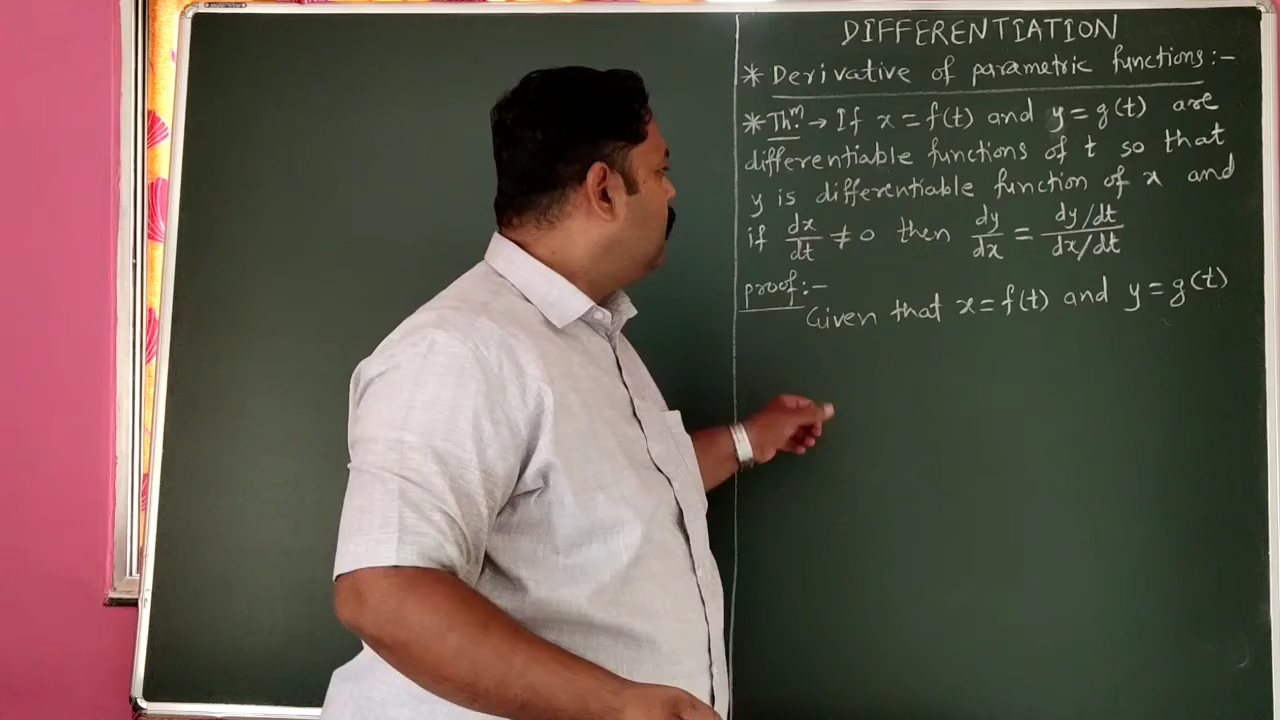 DIFFERENTIATION
* Derivative of parametric functions:-
* Thm. → If x = f(t) and y = g(t) are
differentiable functions of t so that
y is differentiable function of x and
if dx/dt ≠ 0 then dy/dx = (dy/dt)/(dx/dt)
proof:-
Given that x = f(t) and y = g(t)